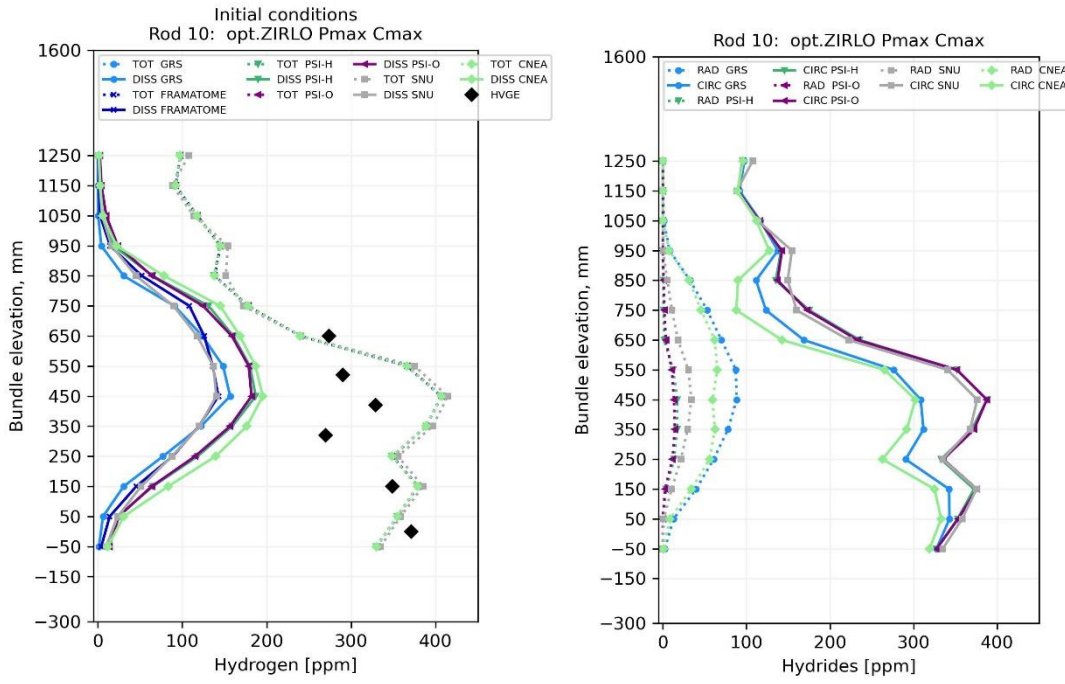 Initial conditions
Rod 10: opt.ZIRLO Pmax Cmax
TOT GRS
DISS GRS
TOT FRAMATOME
DISS FRAMATOME
TOT PSI-H
DISS PSI-H
TOT PSI-O
DISS PSI-O
TOT SNU
DISS SNU
TOT CNEA
DISS CNEA
HVGE
Bundle elevation, mm
1600
1250
1150
1050
950
850
750
650
550
450
350
250
150
50
−50
−150
−300
0 100 200 300 400
Hydrogen [ppm]
Rod 10: opt.ZIRLO Pmax Cmax
RAD GRS
CIRC GRS
RAD PSI-H
CIRC PSI-H
RAD PSI-O
CIRC PSI-O
RAD SNU
CIRC SNU
RAD CNEA
CIRC CNEA
Bundle elevation, mm
1600
1250
1150
1050
950
850
750
650
550
450
350
250
150
50
−50
−150
−300
0 100 200 300 400
Hydrides [ppm]